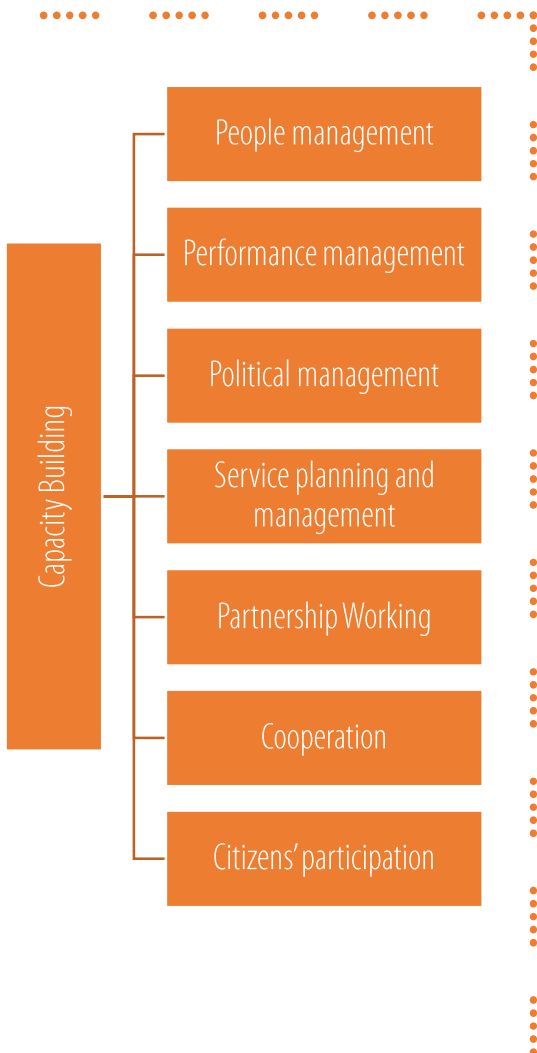 Capacity Building
People management
Performance management
Political management
Service planning and
management
Partnership Working
Cooperation
Citizens’ participation